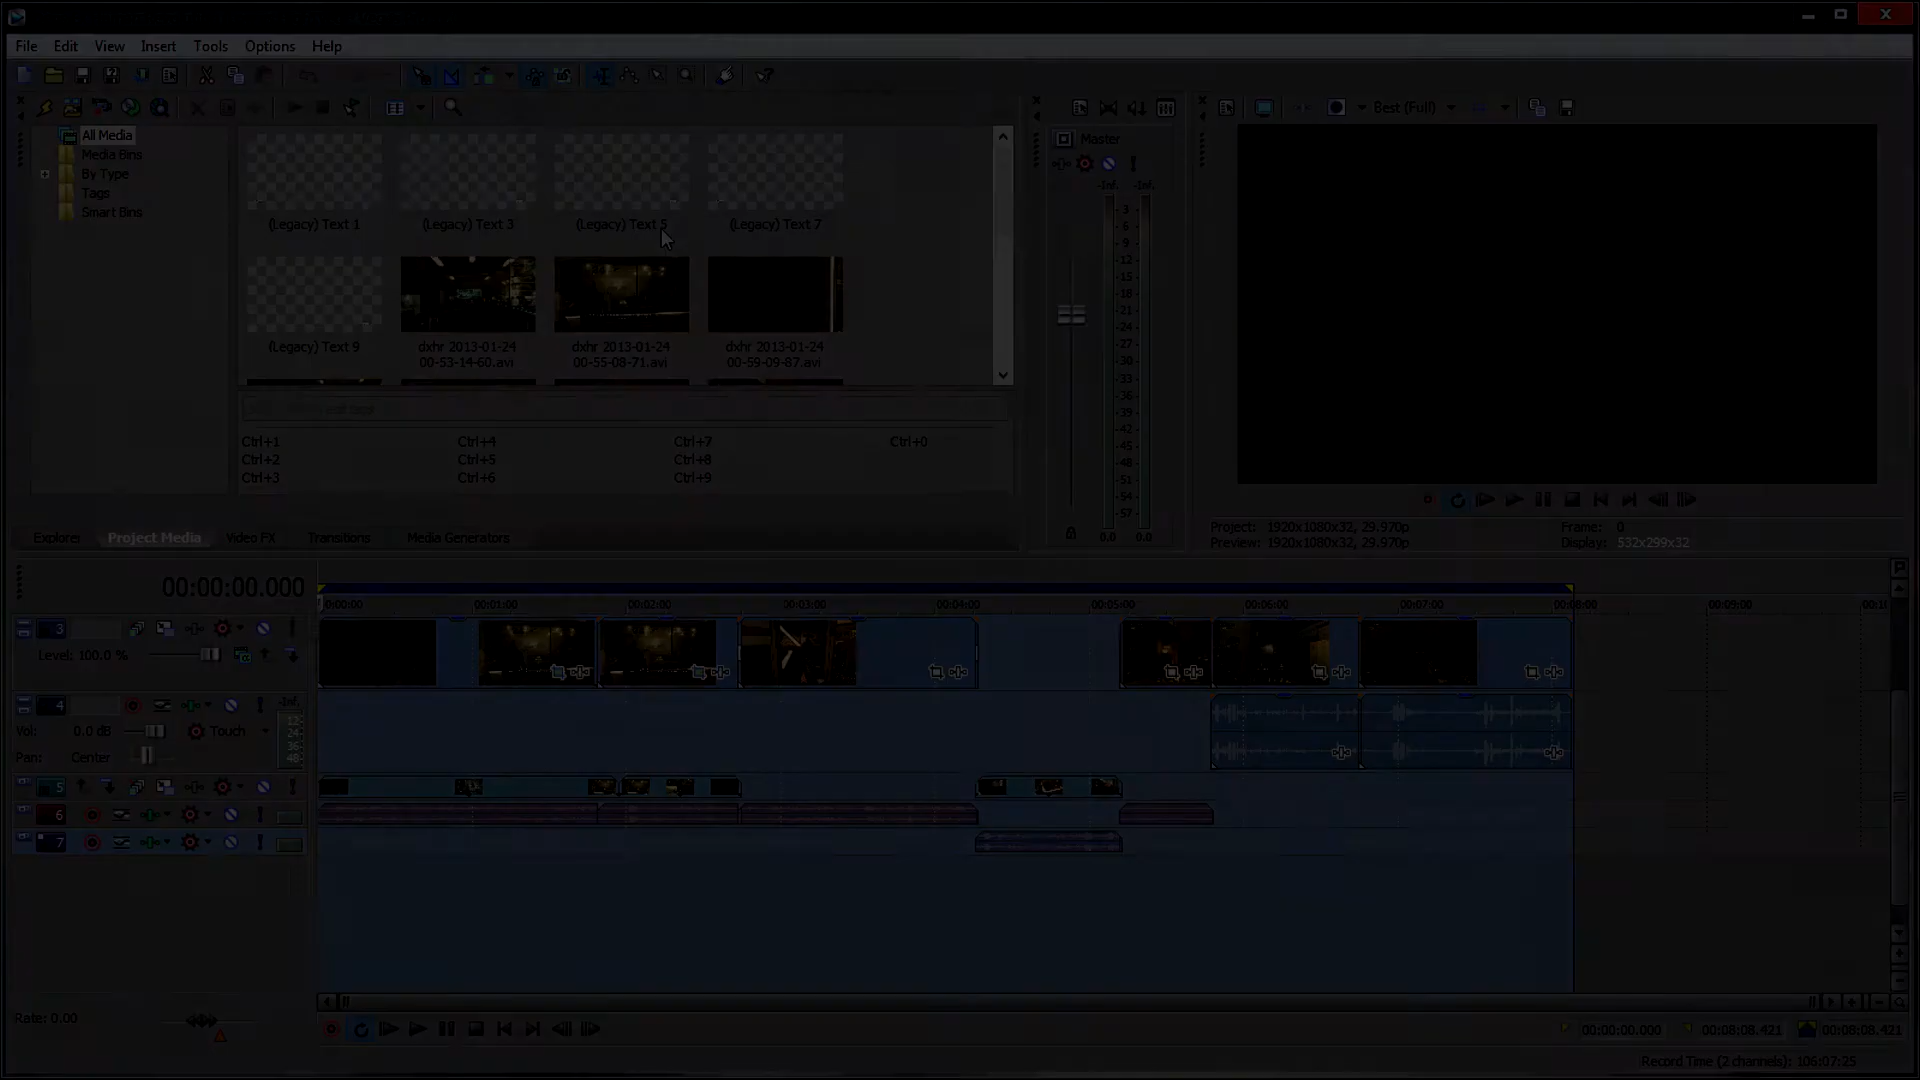 File Edit View Insert Tools Options Help
Best (Full)
All Media
Media Bins
By Type
Tags
Smart Bins
(Legacy) Text 1 (Legacy) Text 3 (Legacy) Text 5 (Legacy) Text 7
(Legacy) Text 9
dxhr 2013-01-24
00-53-14-60.avi
dxhr 2013-01-24
00-55-08-71.avi
dxhr 2013-01-24
00-59-09-87.avi
Ctrl+1 Ctrl+4 Ctrl+7 Ctrl+0
Ctrl+2 Ctrl+5 Ctrl+8
Ctrl+3 Ctrl+6 Ctrl+9
Master
-Inf. -Inf.
3
6
9
12
15
18
21
24
27
30
33
36
39
42
45
48
51
54
57
0.0 0.0
Project: 1920x1080x32, 29.970p Frame: 0
Preview: 1920x1080x32, 29.970p Display: 532x299x32
Explorer Project Media Video FX Transitions Media Generators
00:00:00.000
0:00:00 00:01:00 00:02:00 00:03:00 00:04:00 00:05:00 00:06:00 00:07:00 00:08:00 00:09:00 00:10
3
Level: 100.0 %
4 -Inf.
Vol: 0.0 dB Touch
Pan: Center
12
24
36
48
5
6
7
Rate: 0.00
00:00:00.000 00:08:08.421 00:08:08.421
Record Time (2 channels): 106:07:25